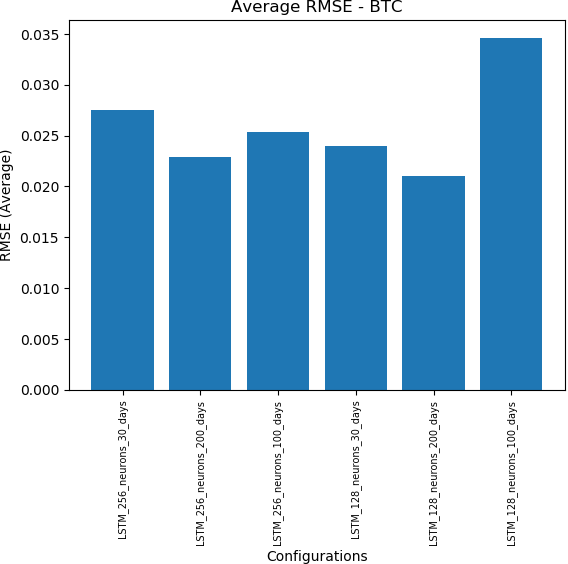 Average RMSE - BTC
RMSE (Average)
0.035
0.030
0.025
0.020
0.015
0.010
0.005
0.000
LSTM_256_neurons_30_days
LSTM_256_neurons_200_days
LSTM_256_neurons_100_days
LSTM_128_neurons_30_days
LSTM_128_neurons_200_days
LSTM_128_neurons_100_days
Configurations